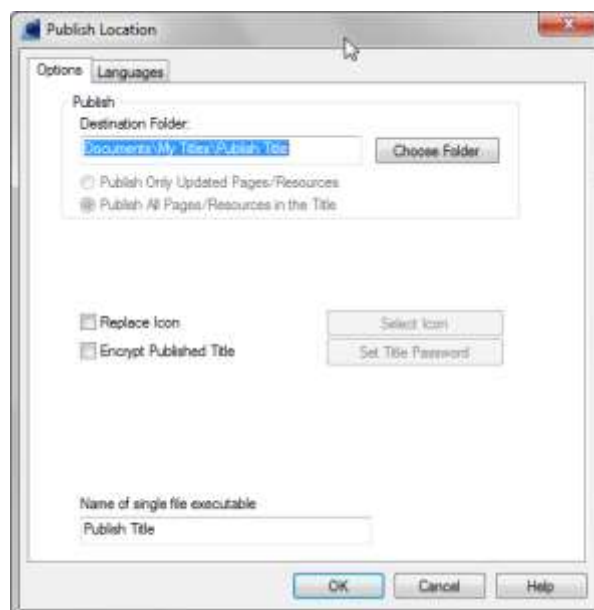 Publish Location
Options Languages
Publish
Destination Folder:
Documents\My Titles\Publish Title Choose Folder
Publish Only Updated Pages/Resources
Publish All Pages/Resources in the Title
Replace Icon Select Icon
Encrypt Published Title Set Title Password
Name of single file executable
Publish Title
OK Cancel Help